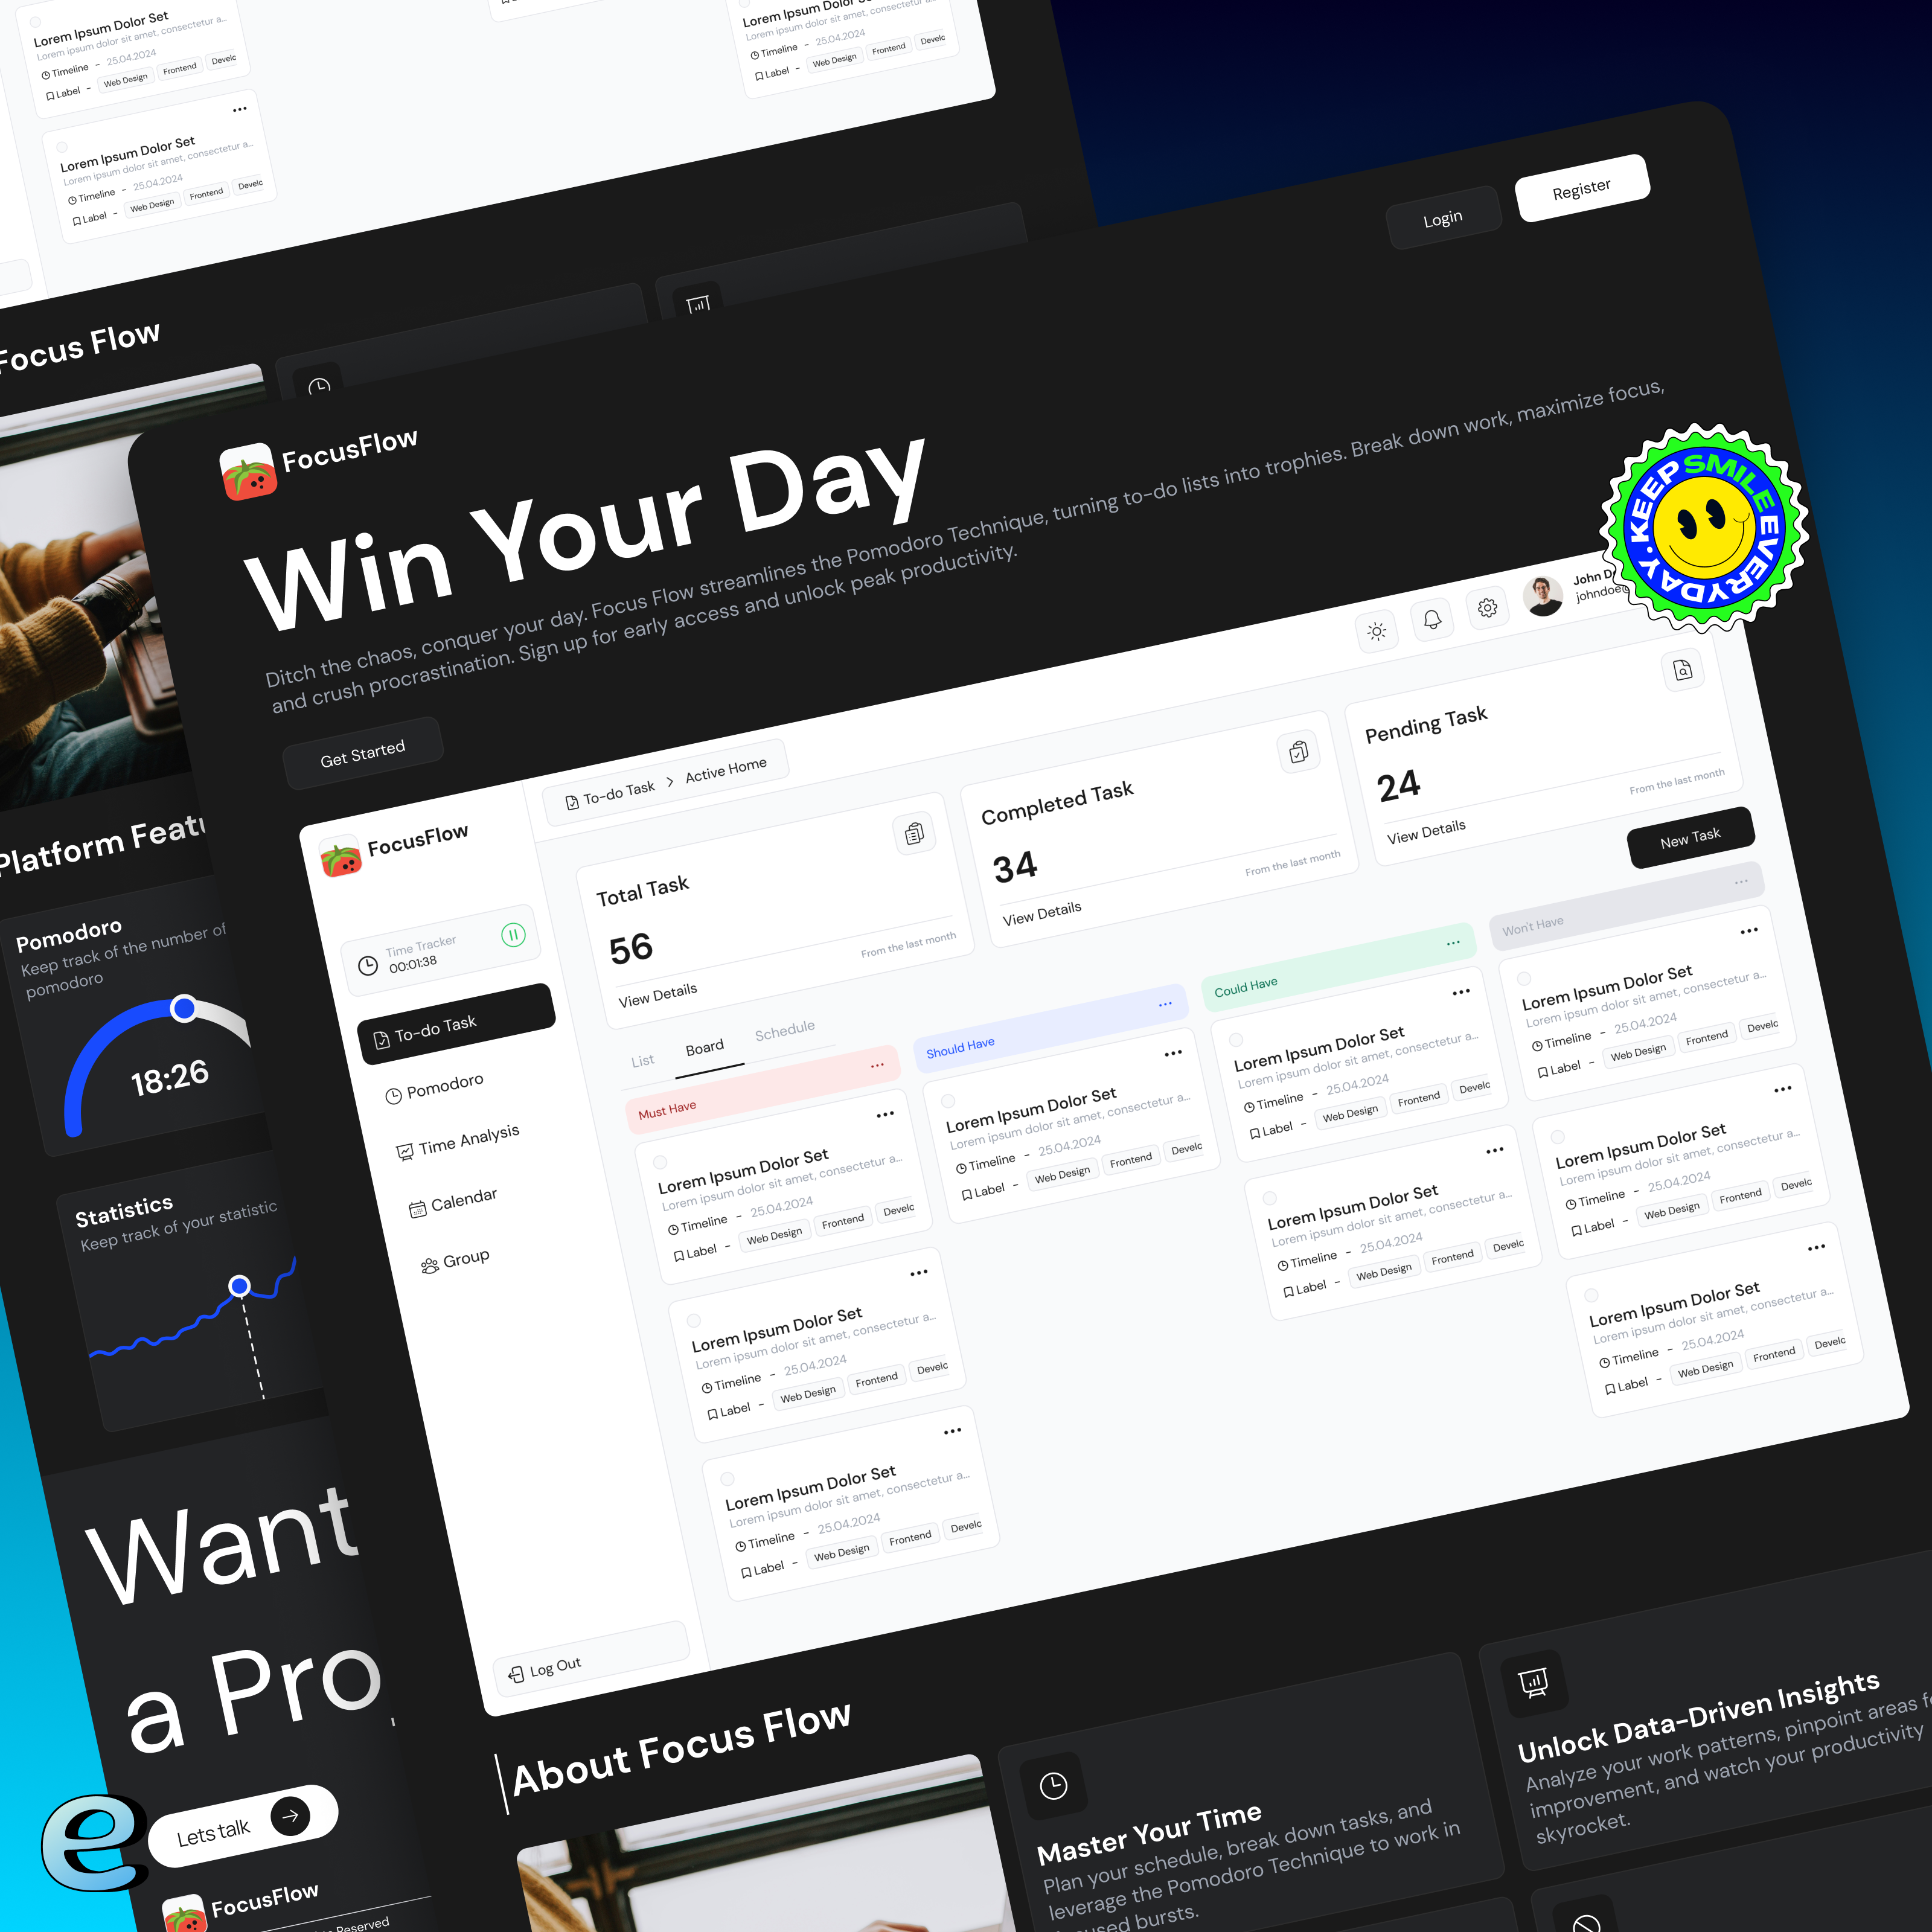 Lorem Ipsum Dolor Set
Lorem ipsum dolor sit amet, consectetur a...
Timeline - 25.04.2024
Label - Web Design Frontend Develc
Lorem Ipsum Dolor Set
Lorem ipsum dolor sit amet, consectetur a...
Timeline - 25.04.2024
Label - Web Design Frontend Develc
Lorem Ipsum Dolor
Lorem ipsum dolor sit amet, consectetur a...
Timeline - 25.04.2024
Label - Web Design Frontend Develc
Focus Flow
Platform Featu
Pomodoro
Keep track of the number of
pomodoro
18:26
Statistics
Keep track of your statistic
Want
a Pro
Lets talk
FocusFlow
Reserved
Login
Register
FocusFlow
Win Your Day
Ditch the chaos, conquer your day. Focus Flow streamlines the Pomodoro Technique, turning to-do lists into trophies. Break down work, maximize focus,
and crush procrastination. Sign up for early access and unlock peak productivity.
Get Started
KEEP SMILE EVERYDAY.
FocusFlow
Time Tracker
00:01:38
To-do Task
Pomodoro
Time Analysis
Calendar
Group
Log Out
To-do Task > Active Home
John D
johndoe
Total Task
56
View Details
From the last month
Completed Task
34
View Details
From the last month
Pending Task
24
View Details
From the last month
New Task
List
Board
Schedule
Must Have
Lorem Ipsum Dolor Set
Lorem ipsum dolor sit amet, consectetur a...
Timeline - 25.04.2024
Label - Web Design Frontend Develc
Lorem Ipsum Dolor Set
Lorem ipsum dolor sit amet, consectetur a...
Timeline - 25.04.2024
Label - Web Design Frontend Develc
Lorem Ipsum Dolor Set
Lorem ipsum dolor sit amet, consectetur a...
Timeline - 25.04.2024
Label - Web Design Frontend Develc
Should Have
Lorem Ipsum Dolor Set
Lorem ipsum dolor sit amet, consectetur a...
Timeline - 25.04.2024
Label - Web Design Frontend Develc
Could Have
Lorem Ipsum Dolor Set
Lorem ipsum dolor sit amet, consectetur a...
Timeline - 25.04.2024
Label - Web Design Frontend Develc
Lorem Ipsum Dolor Set
Lorem ipsum dolor sit amet, consectetur a...
Timeline - 25.04.2024
Label - Web Design Frontend Develc
Won't Have
Lorem Ipsum Dolor Set
Lorem ipsum dolor sit amet, consectetur a...
Timeline - 25.04.2024
Label - Web Design Frontend Develc
Lorem Ipsum Dolor Set
Lorem ipsum dolor sit amet, consectetur a...
Timeline - 25.04.2024
Label - Web Design Frontend Develc
Lorem Ipsum Dolor Set
Lorem ipsum dolor sit amet, consectetur a...
Timeline - 25.04.2024
Label - Web Design Frontend Develc
About Focus Flow
Master Your Time
Plan your schedule, break down tasks, and
leverage the Pomodoro Technique to work in
bursts.
Unlock Data-Driven Insights
Analyze your work patterns, pinpoint areas f
improvement, and watch your productivity
skyrocket.
e